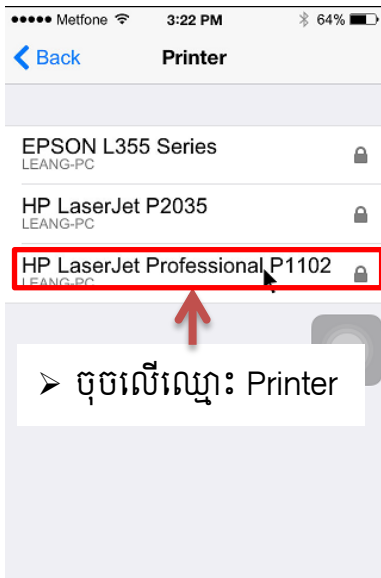 Metfone 3:22 PM 64%
Back Printer
EPSON L355 Series
LEANG-PC
HP LaserJet P2035
LEANG-PC
HP LaserJet Professional P1102
LEANG-PC
➢ ចុចលើឈ្មោះ Printer